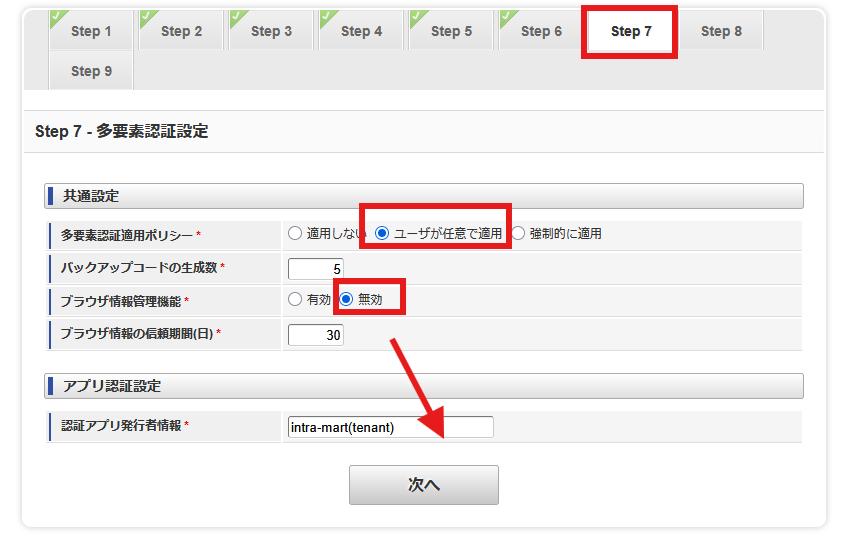 Step 1 Step 2 Step 3 Step 4 Step 5 Step 6 Step 7 Step 8
Step 9
Step 7 - 多要素認証設定
共通設定
多要素認証適用ポリシー * 適用しない ユーザが任意で適用 強制的に適用
バックアップコードの生成数 * 5
ブラウザ情報管理機能 * 有効 無効
ブラウザ情報の信頼期間(日) * 30
アプリ認証設定
認証アプリ発行者情報 * intra-mart(tenant)
次へ